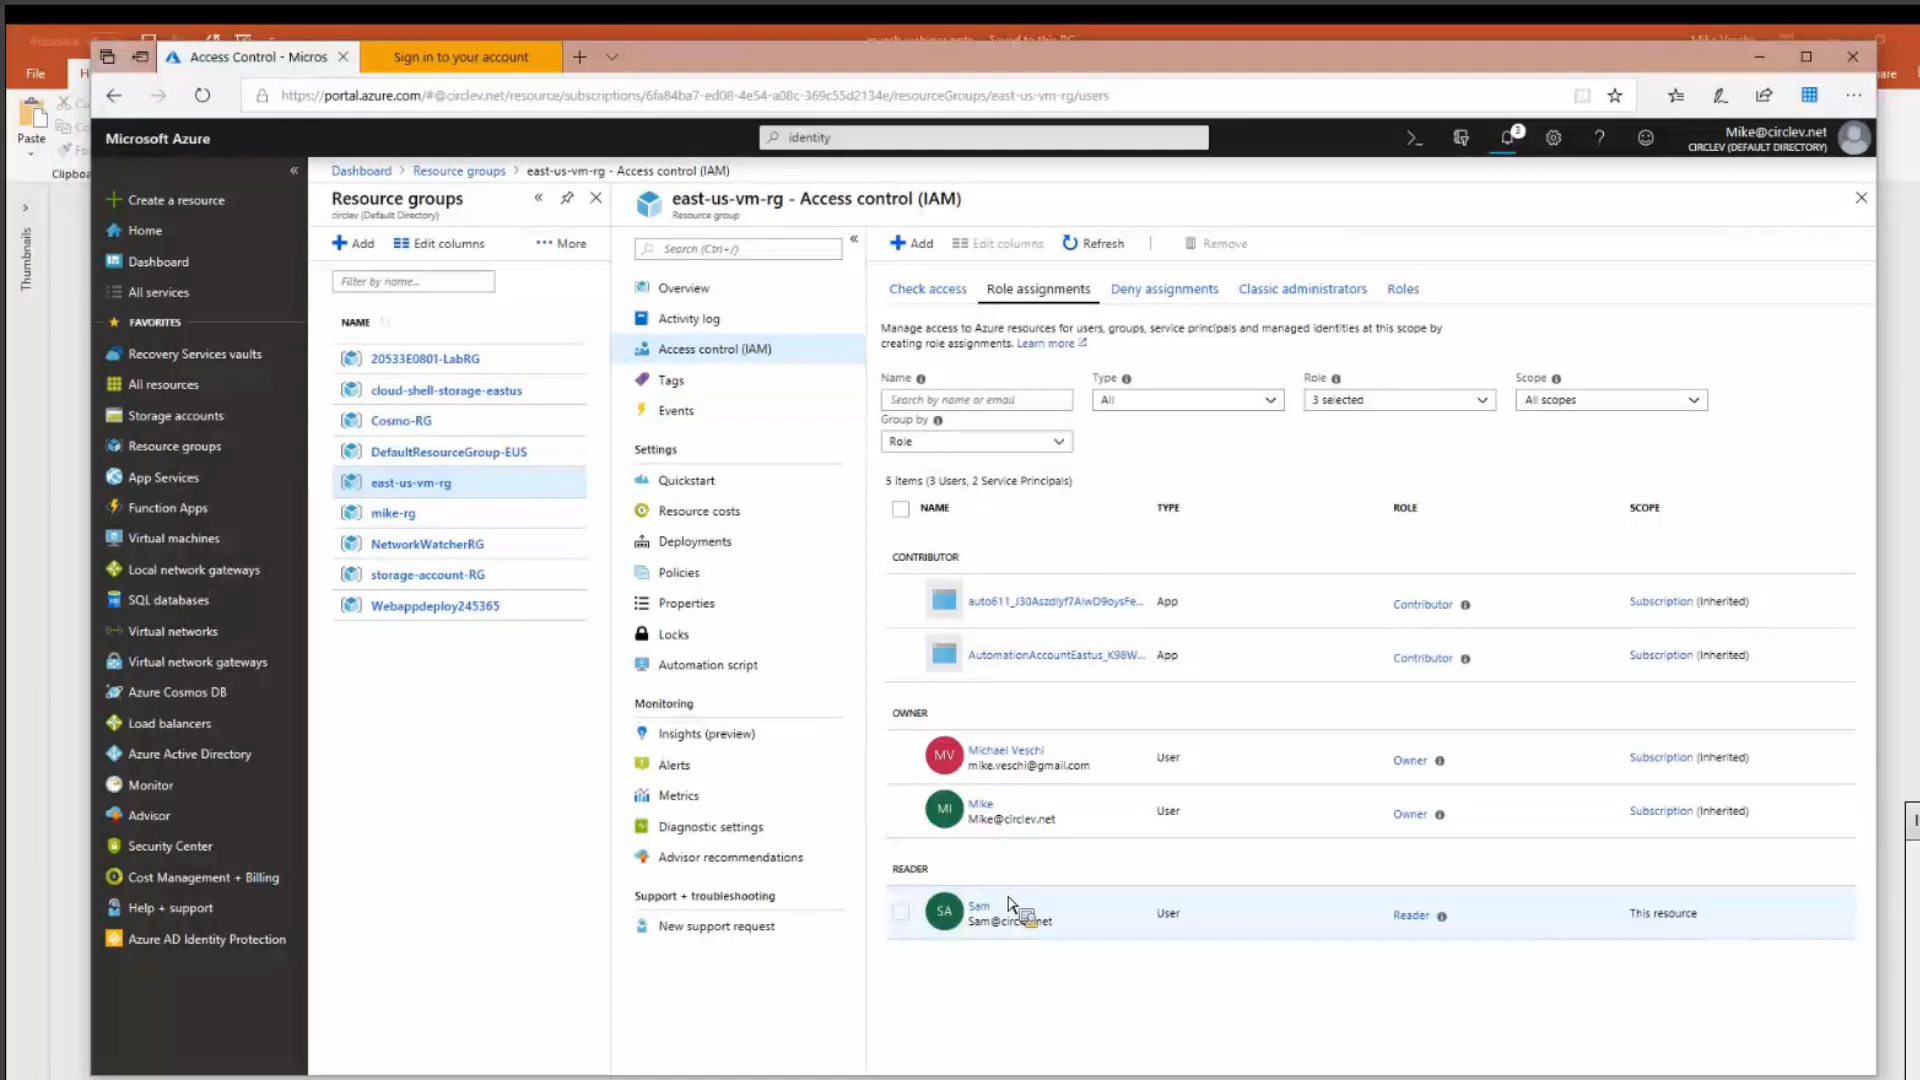 File
Access Control - Micros
Sign in to your account
https://portal.azure.com/#@circlev.net/resource/subscriptions/6fa84ba7-ed08-4e54-a08c-369c55d2134e/resourceGroups/east-us-vm-rg/users
Paste
Clipboa
Thumbnails
Microsoft Azure
identity
3
Mike@circlev.net
CIRCLEV (DEFAULT DIRECTORY)
Create a resource
Home
Dashboard
All services
FAVORITES
Recovery Services vaults
All resources
Storage accounts
Resource groups
App Services
Function Apps
Virtual machines
Local network gateways
SQL databases
Virtual networks
Virtual network gateways
Azure Cosmos DB
Load balancers
Azure Active Directory
Monitor
Advisor
Security Center
Cost Management + Billing
Help + support
Azure AD Identity Protection
Dashboard > Resource groups > east-us-vm-rg - Access control (IAM)
Resource groups
circlev (Default Directory)
Add
Edit columns
More
Filter by name...
NAME
20533E0801-LabRG
cloud-shell-storage-eastus
Cosmo-RG
DefaultResourceGroup-EUS
east-us-vm-rg
mike-rg
NetworkWatcherRG
storage-account-RG
Webappdeploy245365
east-us-vm-rg - Access control (IAM)
Resource group
Search (Ctrl+/)
Overview
Activity log
Access control (IAM)
Tags
Events
Settings
Quickstart
Resource costs
Deployments
Policies
Properties
Locks
Automation script
Monitoring
Insights (preview)
Alerts
Metrics
Diagnostic settings
Advisor recommendations
Support + troubleshooting
New support request
Add
Edit columns
Refresh
Remove
Check access
Role assignments
Deny assignments
Classic administrators
Roles
Manage access to Azure resources for users, groups, service principals and managed identities at this scope by
creating role assignments. Learn more
Name
Type
Role
Scope
Search by name or email
All
3 selected
All scopes
Group by
Role
5 items (3 Users, 2 Service Principals)
NAME TYPE ROLE SCOPE
CONTRIBUTOR
App Contributor Subscription (Inherited)
AutomationAccountEastus_K98W... App Contributor Subscription (Inherited)
OWNER
MV Michael Veschi
mike.veschi@gmail.com
User Owner Subscription (Inherited)
MI Mike
Mike@circlev.net
User Owner Subscription (Inherited)
READER
SA Sam
User Reader This resource